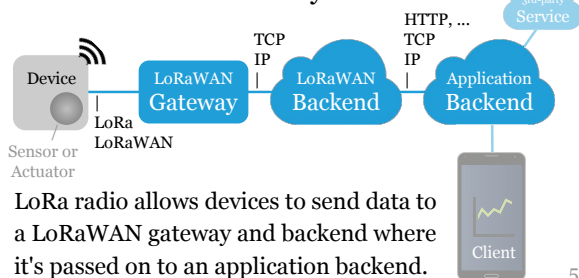 3rd-party
Service
HTTP, ...
TCP
IP
|
TCP
IP
|
Device
LoRaWAN
Gateway
LoRaWAN
Backend
Application
Backend
|
LoRa
LoRaWAN
Sensor or
Actuator
Client
LoRa radio allows devices to send data to
a LoRaWAN gateway and backend where
it's passed on to an application backend.
5